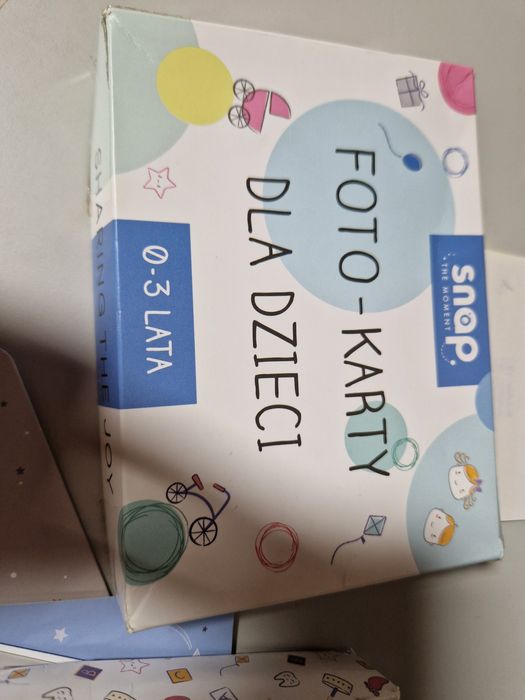 snap
THE MOMENT
FOTO-KARTY
DLA DZIECI
0-3 LATA
SHARING THE JOY